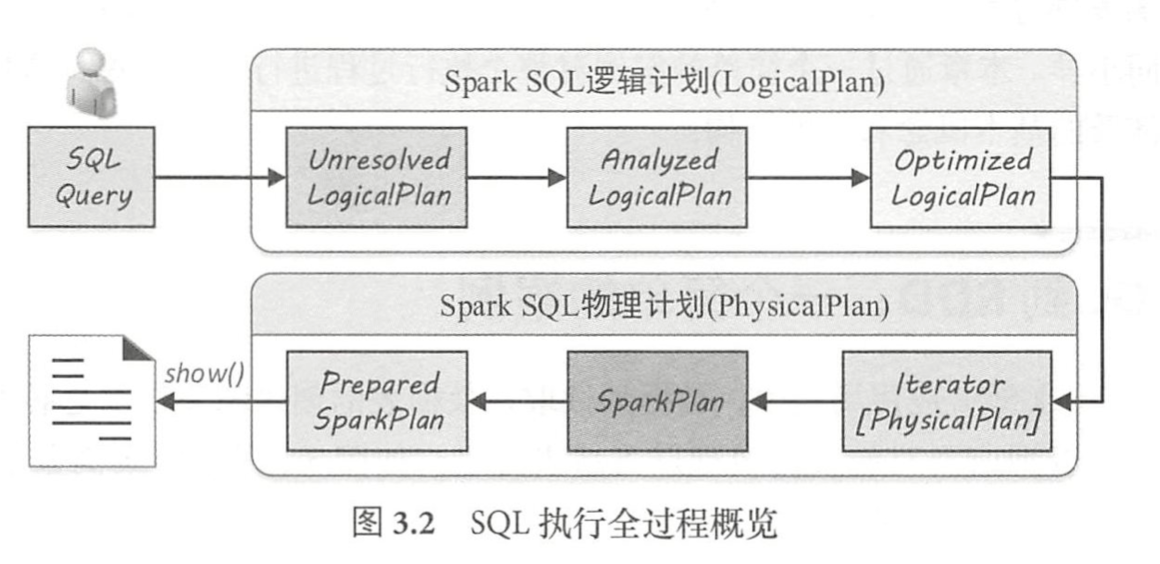 Spark SQL逻辑计划(LogicalPlan)
SQL
Query
Unresolved
LogicalPlan
Analyzed
LogicalPlan
Optimized
LogicalPlan
Spark SQL物理计划(PhysicalPlan)
show()
Prepared
SparkPlan
SparkPlan
Iterator
[PhysicalPlan]
图 3.2 SQL 执行全过程概览